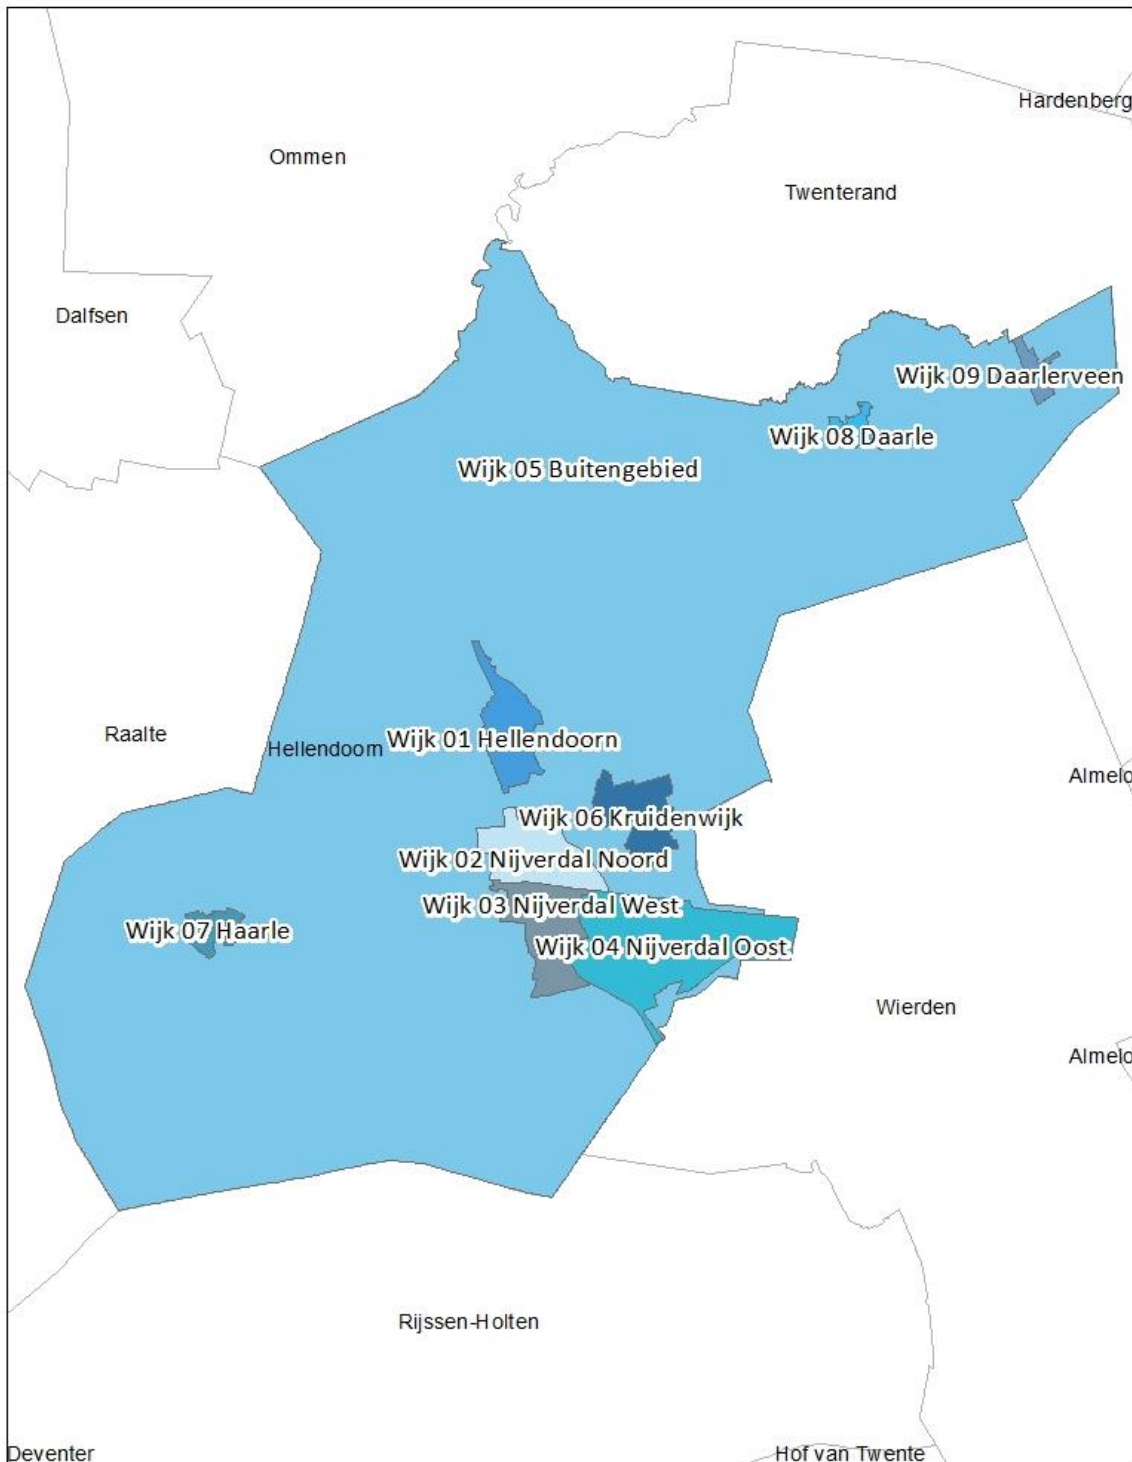 Hardenberg
Ommen
Twenterand
Dalfsen
Wijk 09 Daarlerveen
Wijk 08 Daarle
Wijk 05 Buitengebied
Raalte
Hellendoorn
Wijk 01 Hellendoorn
Almelo
Wijk 06 Kruidenwijk
Wijk 02 Nijverdal Noord
Wijk 03 Nijverdal West
Wijk 07 Haarle
Wijk 04 Nijverdal Oost
Wierden
Almelo
Rijssen-Holten
Deventer
Hof van Twente